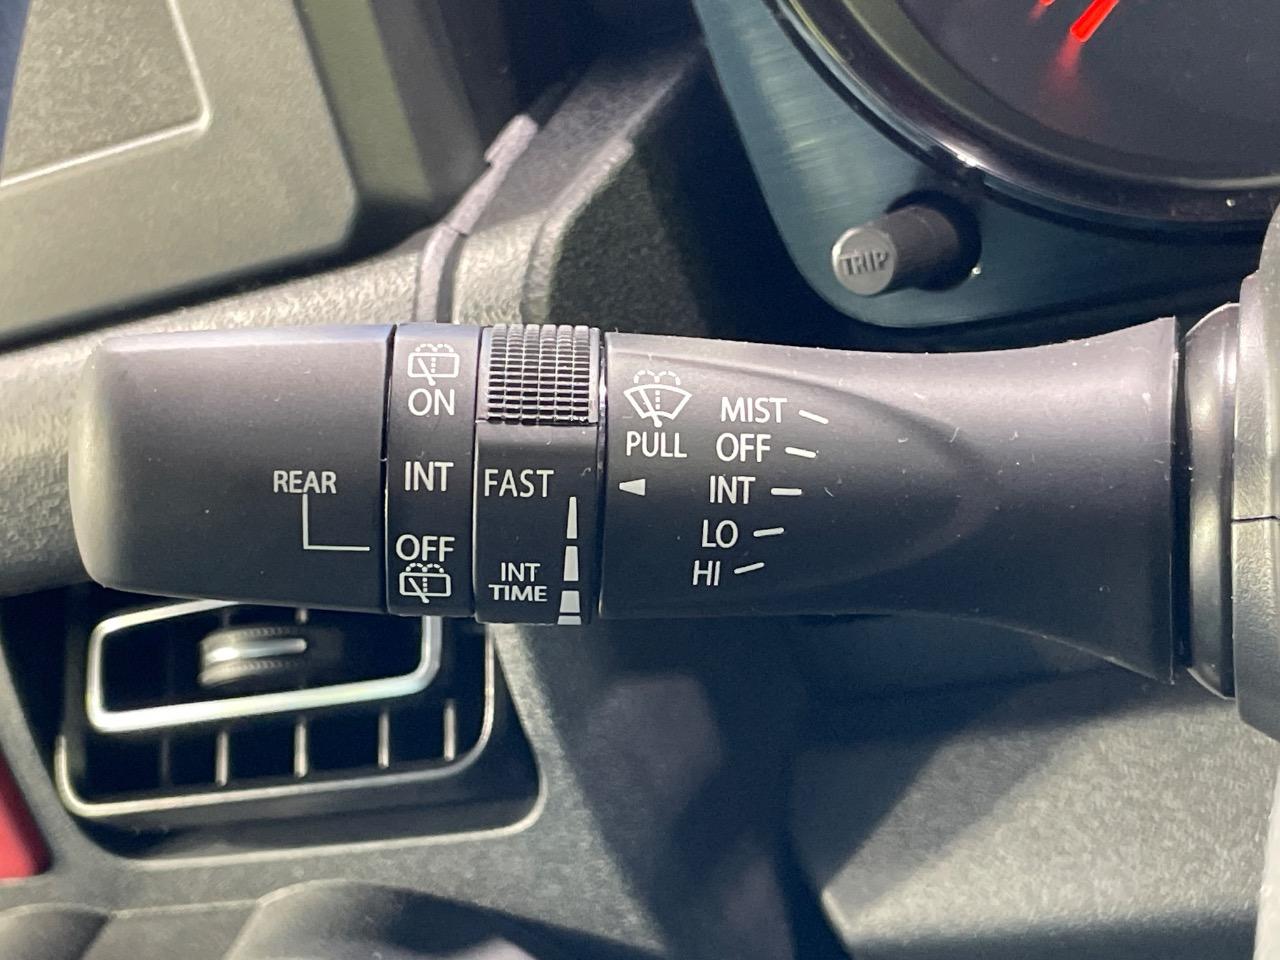 TRIP
ON
INT
OFF
REAR
FAST
INT
TIME
PULL
MIST
OFF
INT
LO
HI